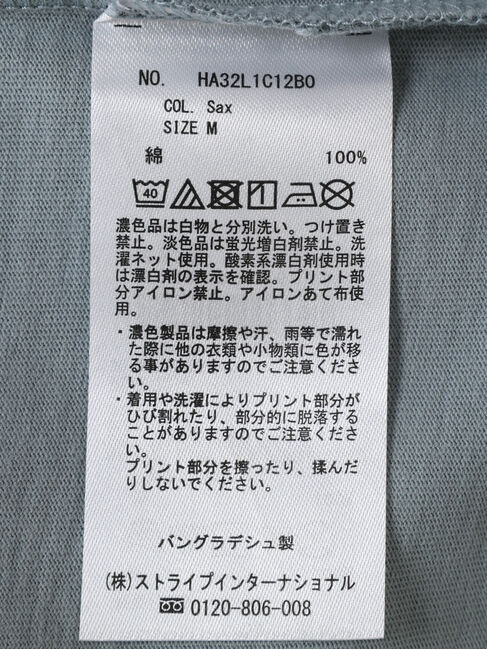 NO. HA32L1C12B0
COL. Sax
SIZE M
綿 100%
40
濃色品は白物と分別洗い。つけ置き
禁止。淡色品は蛍光増白剤禁止。洗
濯ネット使用。酸素系漂白剤使用時
は漂白剤の表示を確認。プリント部
分アイロン禁止。アイロンあて布使
用。
・濃色製品は摩擦や汗、雨等で濡れ
た際に他の衣類や小物類に色が移
る事がありますのでご注意くださ
い。
・着用や洗濯によりプリント部分が
ひび割れたり、部分的に脱落する
ことがありますのでご注意くださ
い。
プリント部分を擦ったり、揉んだ
りしないでください。
バングラデシュ製
(株)ストライプインターナショナル
0120-806-008